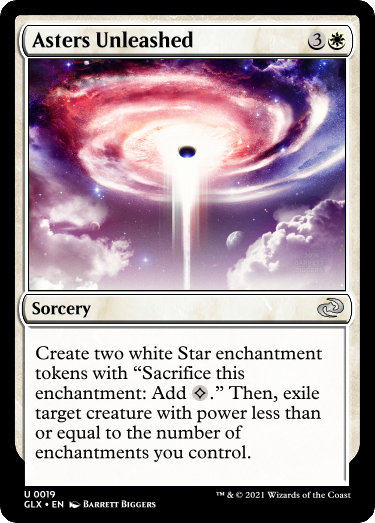 Asters Unleashed 3
Sorcery
Create two white Star enchantment
tokens with “Sacrifice this
enchantment: Add .” Then, exile
target creature with power less than
or equal to the number of
enchantments you control.
U 0019
GLX • EN BARRETT BIGGERS
™ & © 2021 Wizards of the Coast